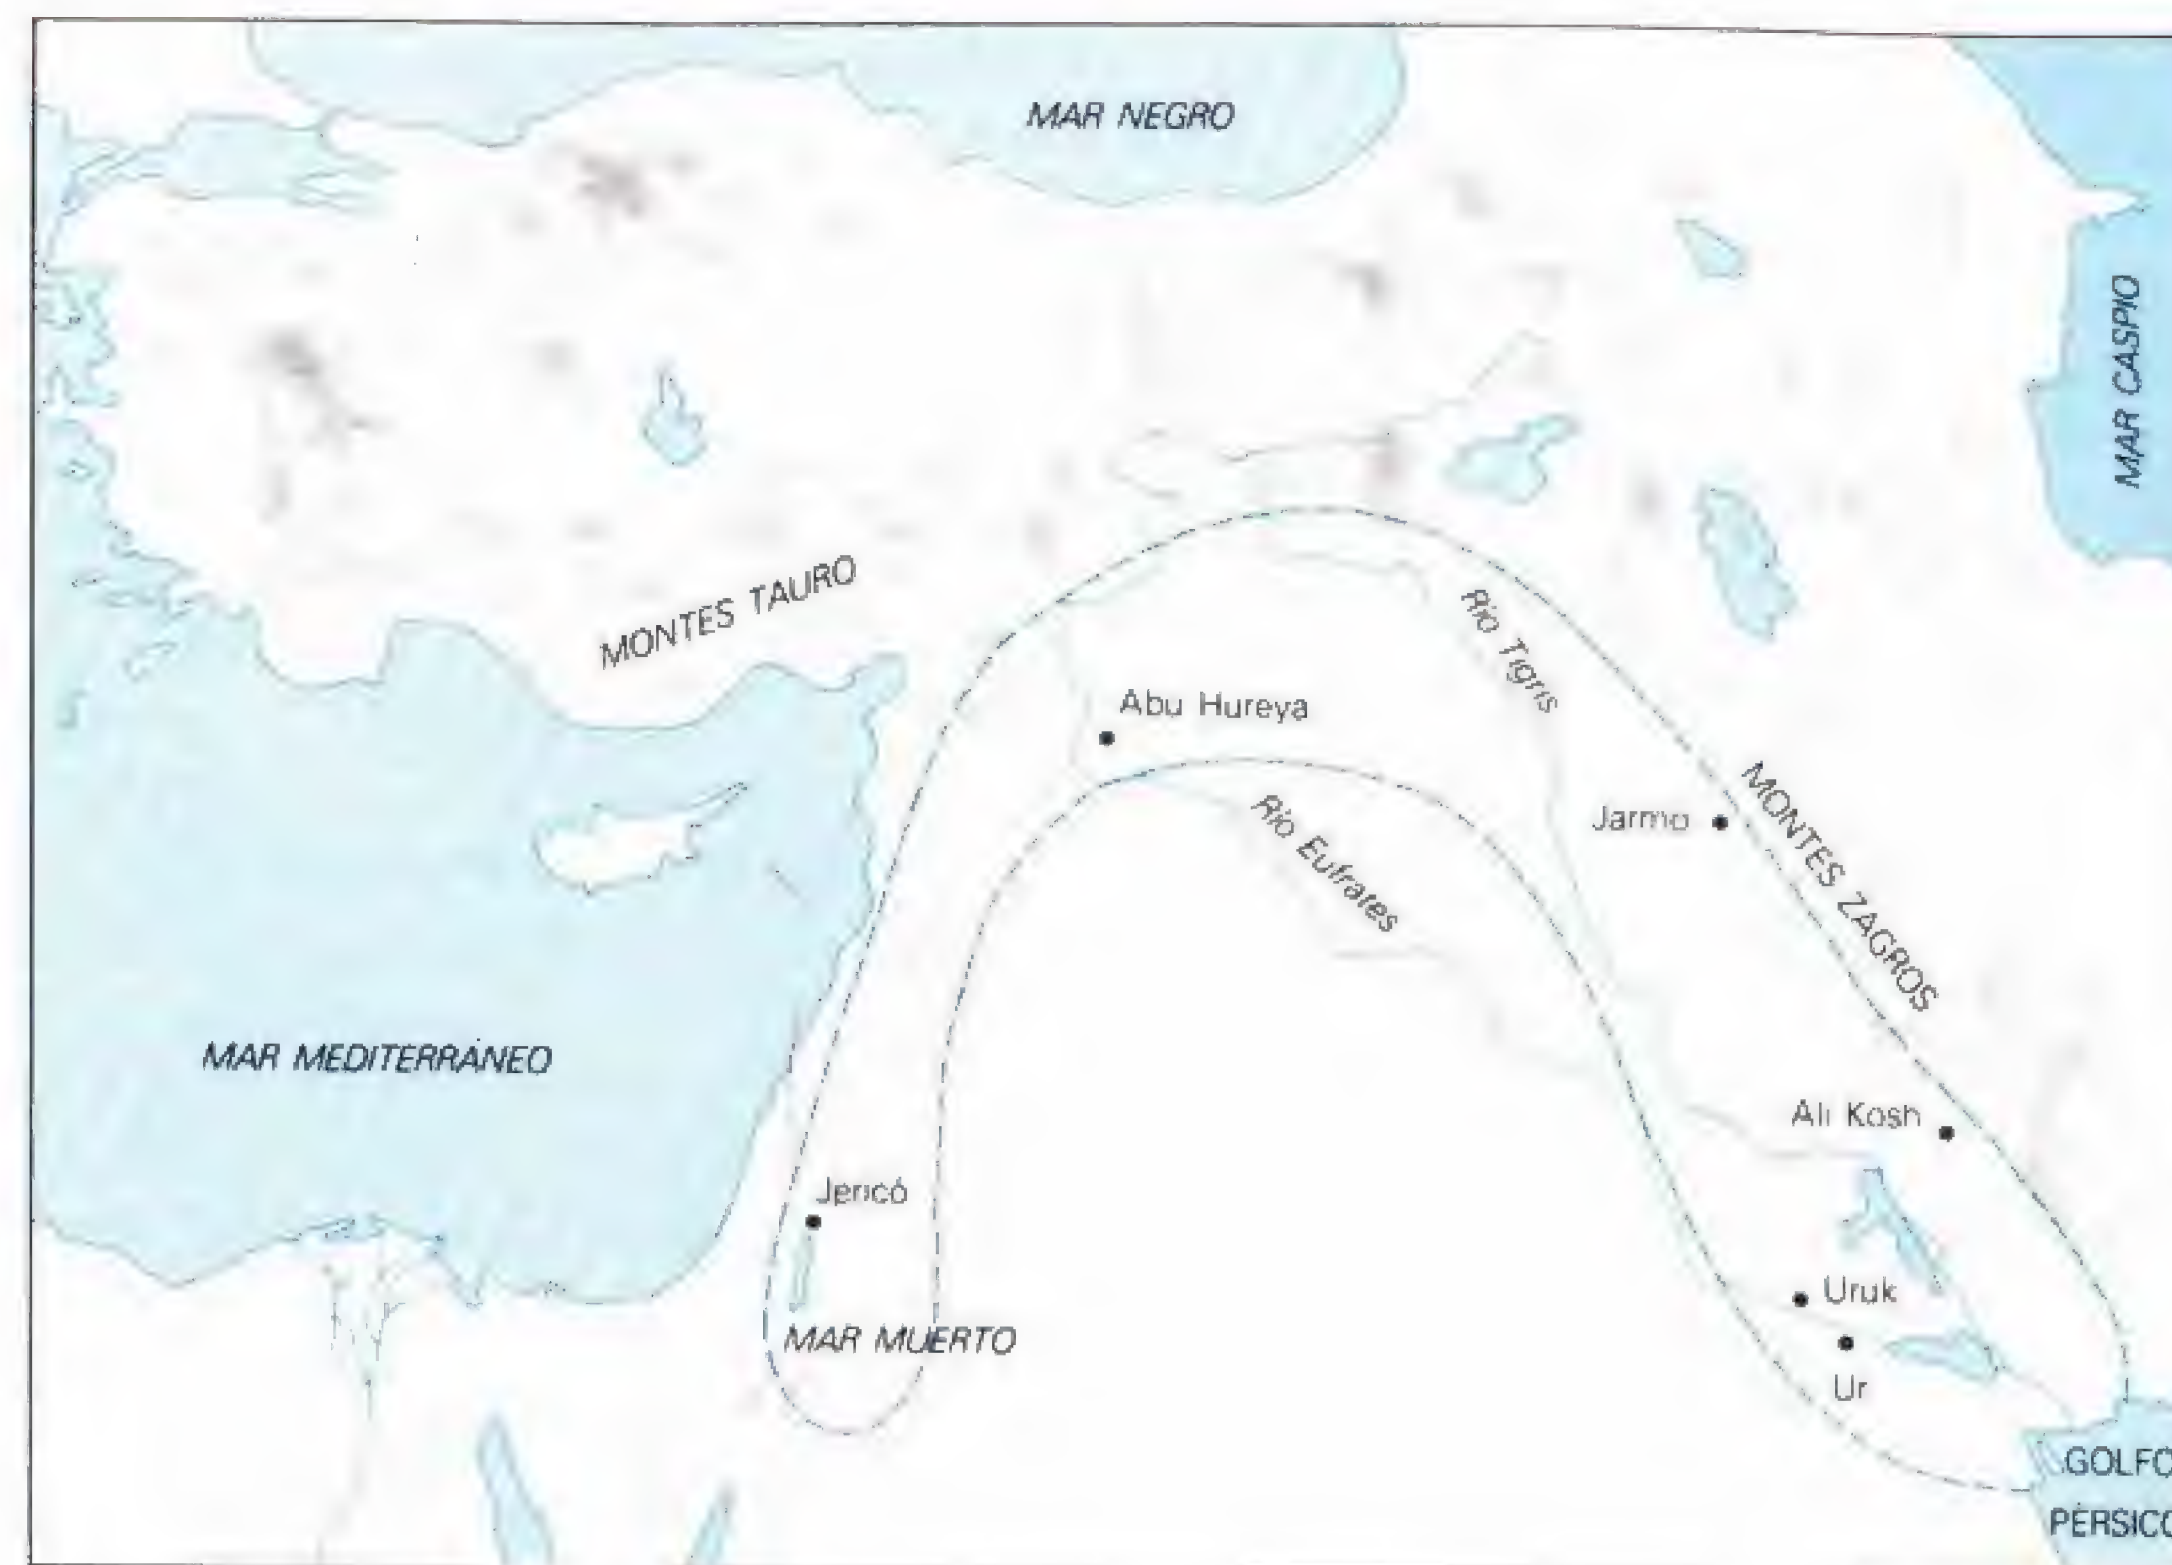 MAR NEGRO
MAR CASPIO
MONTES TAURO
Río Tigris
Abu Hureya
Jarmo
MONTES ZAGROS
Río Eufrates
MAR MEDITERRÁNEO
Ali Kosh
Jericó
Uruk
MAR MUERTO
Ur
GOLFO
PÉRSICO